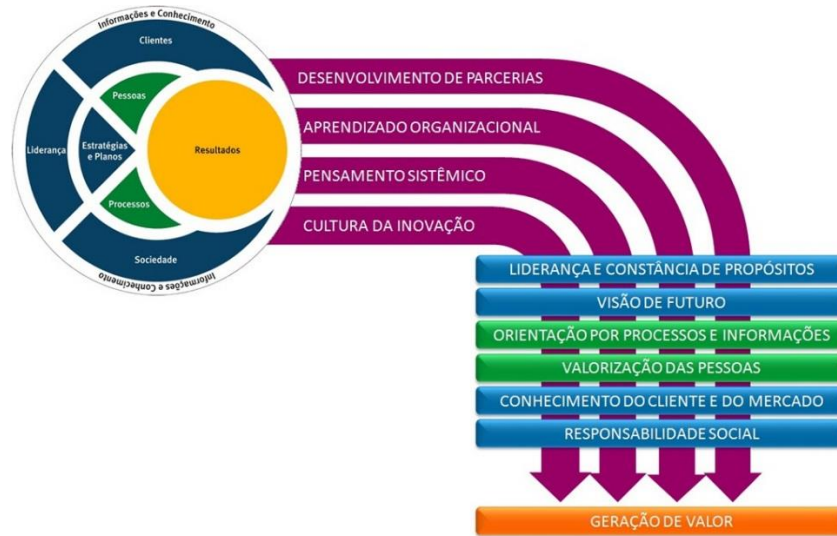 Informações e Conhecimento
Clientes
Pessoas
Liderança
Estratégias
e Planos
Resultados
Processos
Sociedade
Informações e Conhecimento
DESENVOLVIMENTO DE PARCERIAS
APRENDIZADO ORGANIZACIONAL
PENSAMENTO SISTÊMICO
CULTURA DA INOVAÇÃO
LIDERANÇA E CONSTÂNCIA DE PROPÓSITOS
VISÃO DE FUTURO
ORIENTAÇÃO POR PROCESSOS E INFORMAÇÕES
VALORIZAÇÃO DAS PESSOAS
CONHECIMENTO DO CLIENTE E DO MERCADO
RESPONSABILIDADE SOCIAL
GERAÇÃO DE VALOR